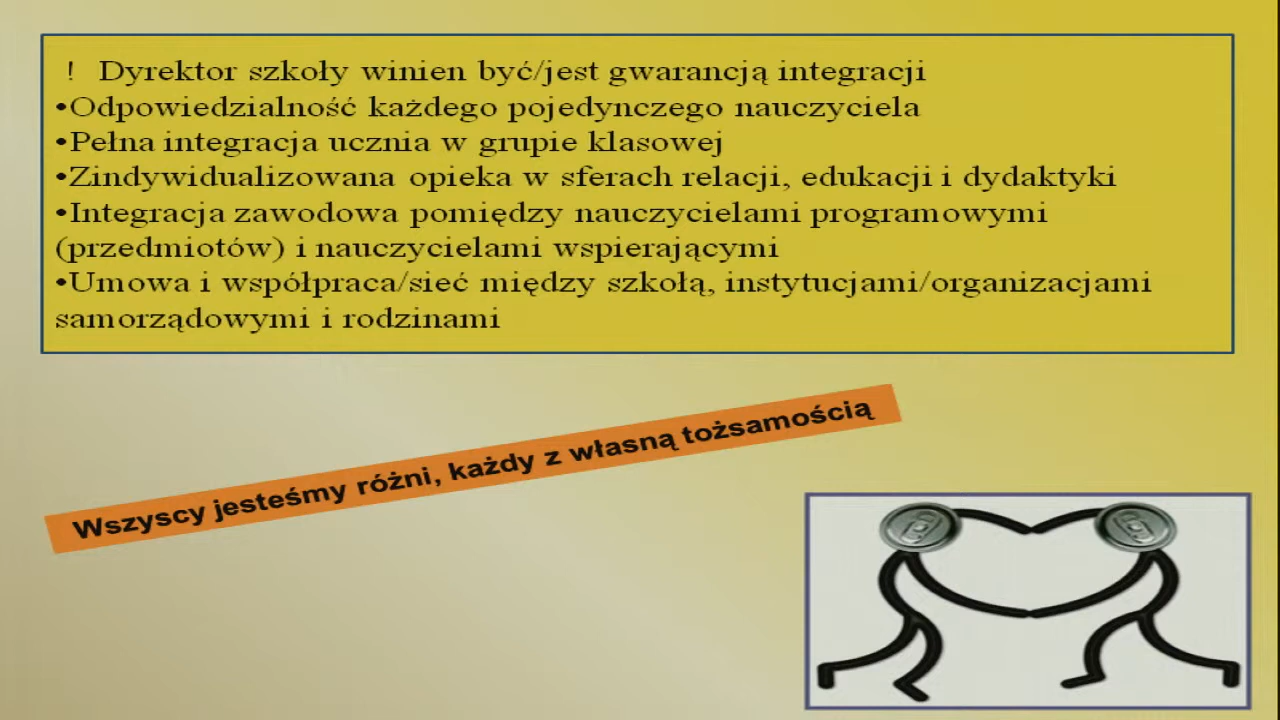 ! Dyrektor szkoły winien być/jest gwarancją integracji
•Odpowiedzialność każdego pojedynczego nauczyciela
•Pełna integracja ucznia w grupie klasowej
•Zindywidualizowana opieka w sferach relacji, edukacji i dydaktyki
•Integracja zawodowa pomiędzy nauczycielami programowymi
(przedmiotów) i nauczycielami wspierającymi
•Umowa i współpraca/sieć między szkołą, instytucjami/organizacjami
samorządowymi i rodzinami
Wszyscy jesteśmy różni, każdy z własną tożsamością